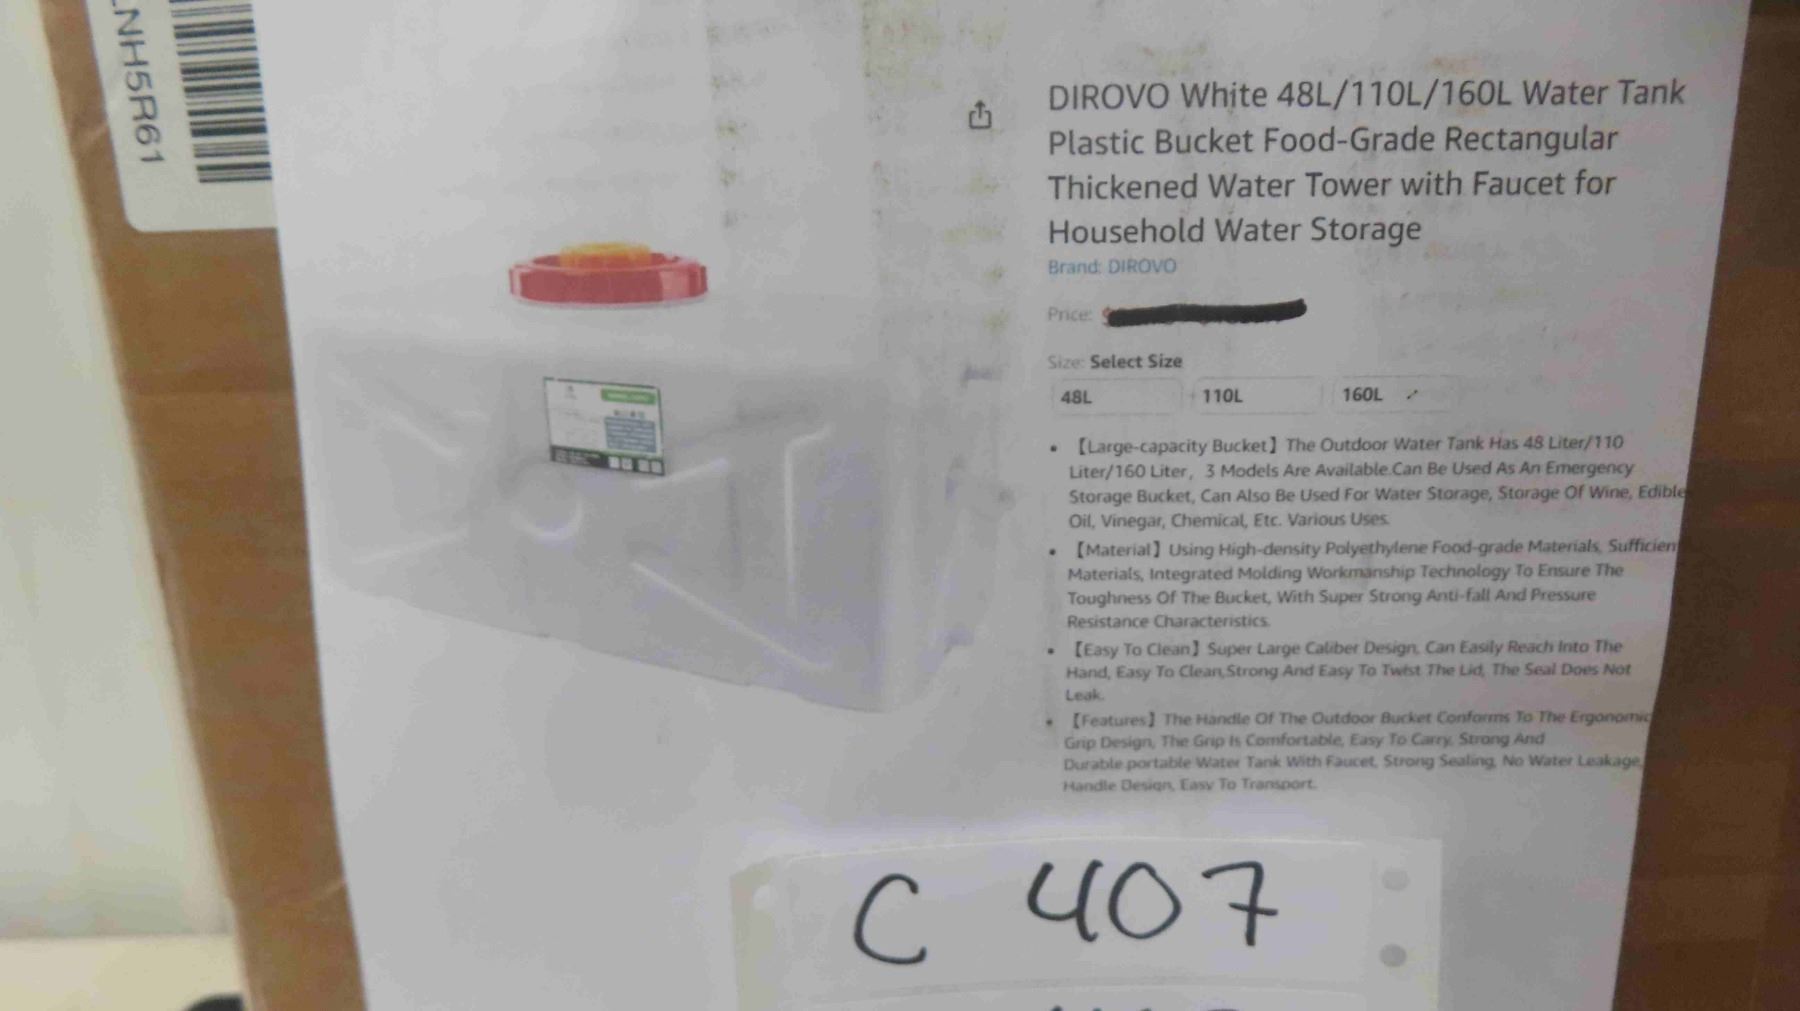 LNH5R61
DIROVO White 48L/110L/160L Water Tank
Plastic Bucket Food-Grade Rectangular
Thickened Water Tower with Faucet for
Household Water Storage
Brand: DIROVO
Price: $
Size: Select Size
48L 110L 160L
• 【Large-capacity Bucket】The Outdoor Water Tank Has 48 Liter/110
Liter/160 Liter, 3 Models Are Available.Can Be Used As An Emergency
Storage Bucket, Can Also Be Used For Water Storage, Storage Of Wine, Edible
Oil, Vinegar, Chemical, Etc. Various Uses.
• 【Material】Using High-density Polyethylene Food-grade Materials, Sufficien
Materials, Integrated Molding Workmanship Technology To Ensure The
Toughness Of The Bucket, With Super Strong Anti-fall And Pressure
Resistance Characteristics.
• 【Easy To Clean】Super Large Caliber Design, Can Easily Reach Into The
Hand, Easy To Clean,Strong And Easy To Twist The Lid, The Seal Does Not
Leak.
• 【Features】The Handle Of The Outdoor Bucket Conforms To The Ergonomic
Grip Design, The Grip Is Comfortable, Easy To Carry, Strong And
Durable.portable Water Tank With Faucet, Strong Sealing, No Water Leakage,
Handle Design, Easy To Transport.
C 407